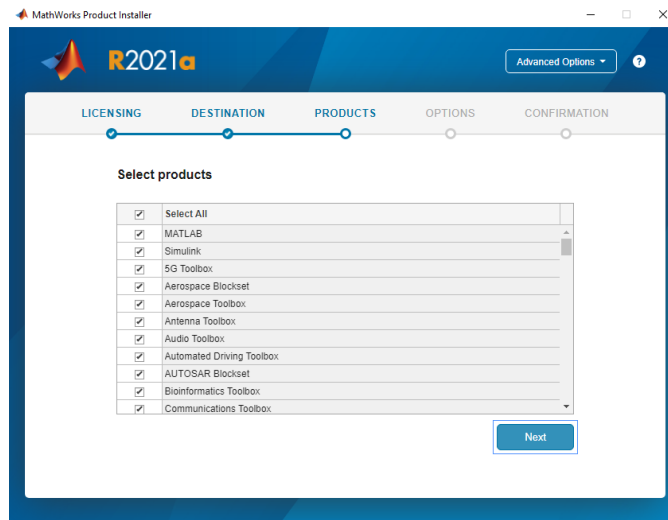 MathWorks Product Installer
R2021a
Advanced Options
?
LICENSING DESTINATION PRODUCTS OPTIONS CONFIRMATION
Select products
Select All
MATLAB
Simulink
5G Toolbox
Aerospace Blockset
Aerospace Toolbox
Antenna Toolbox
Audio Toolbox
Automated Driving Toolbox
AUTOSAR Blockset
Bioinformatics Toolbox
Communications Toolbox
Next